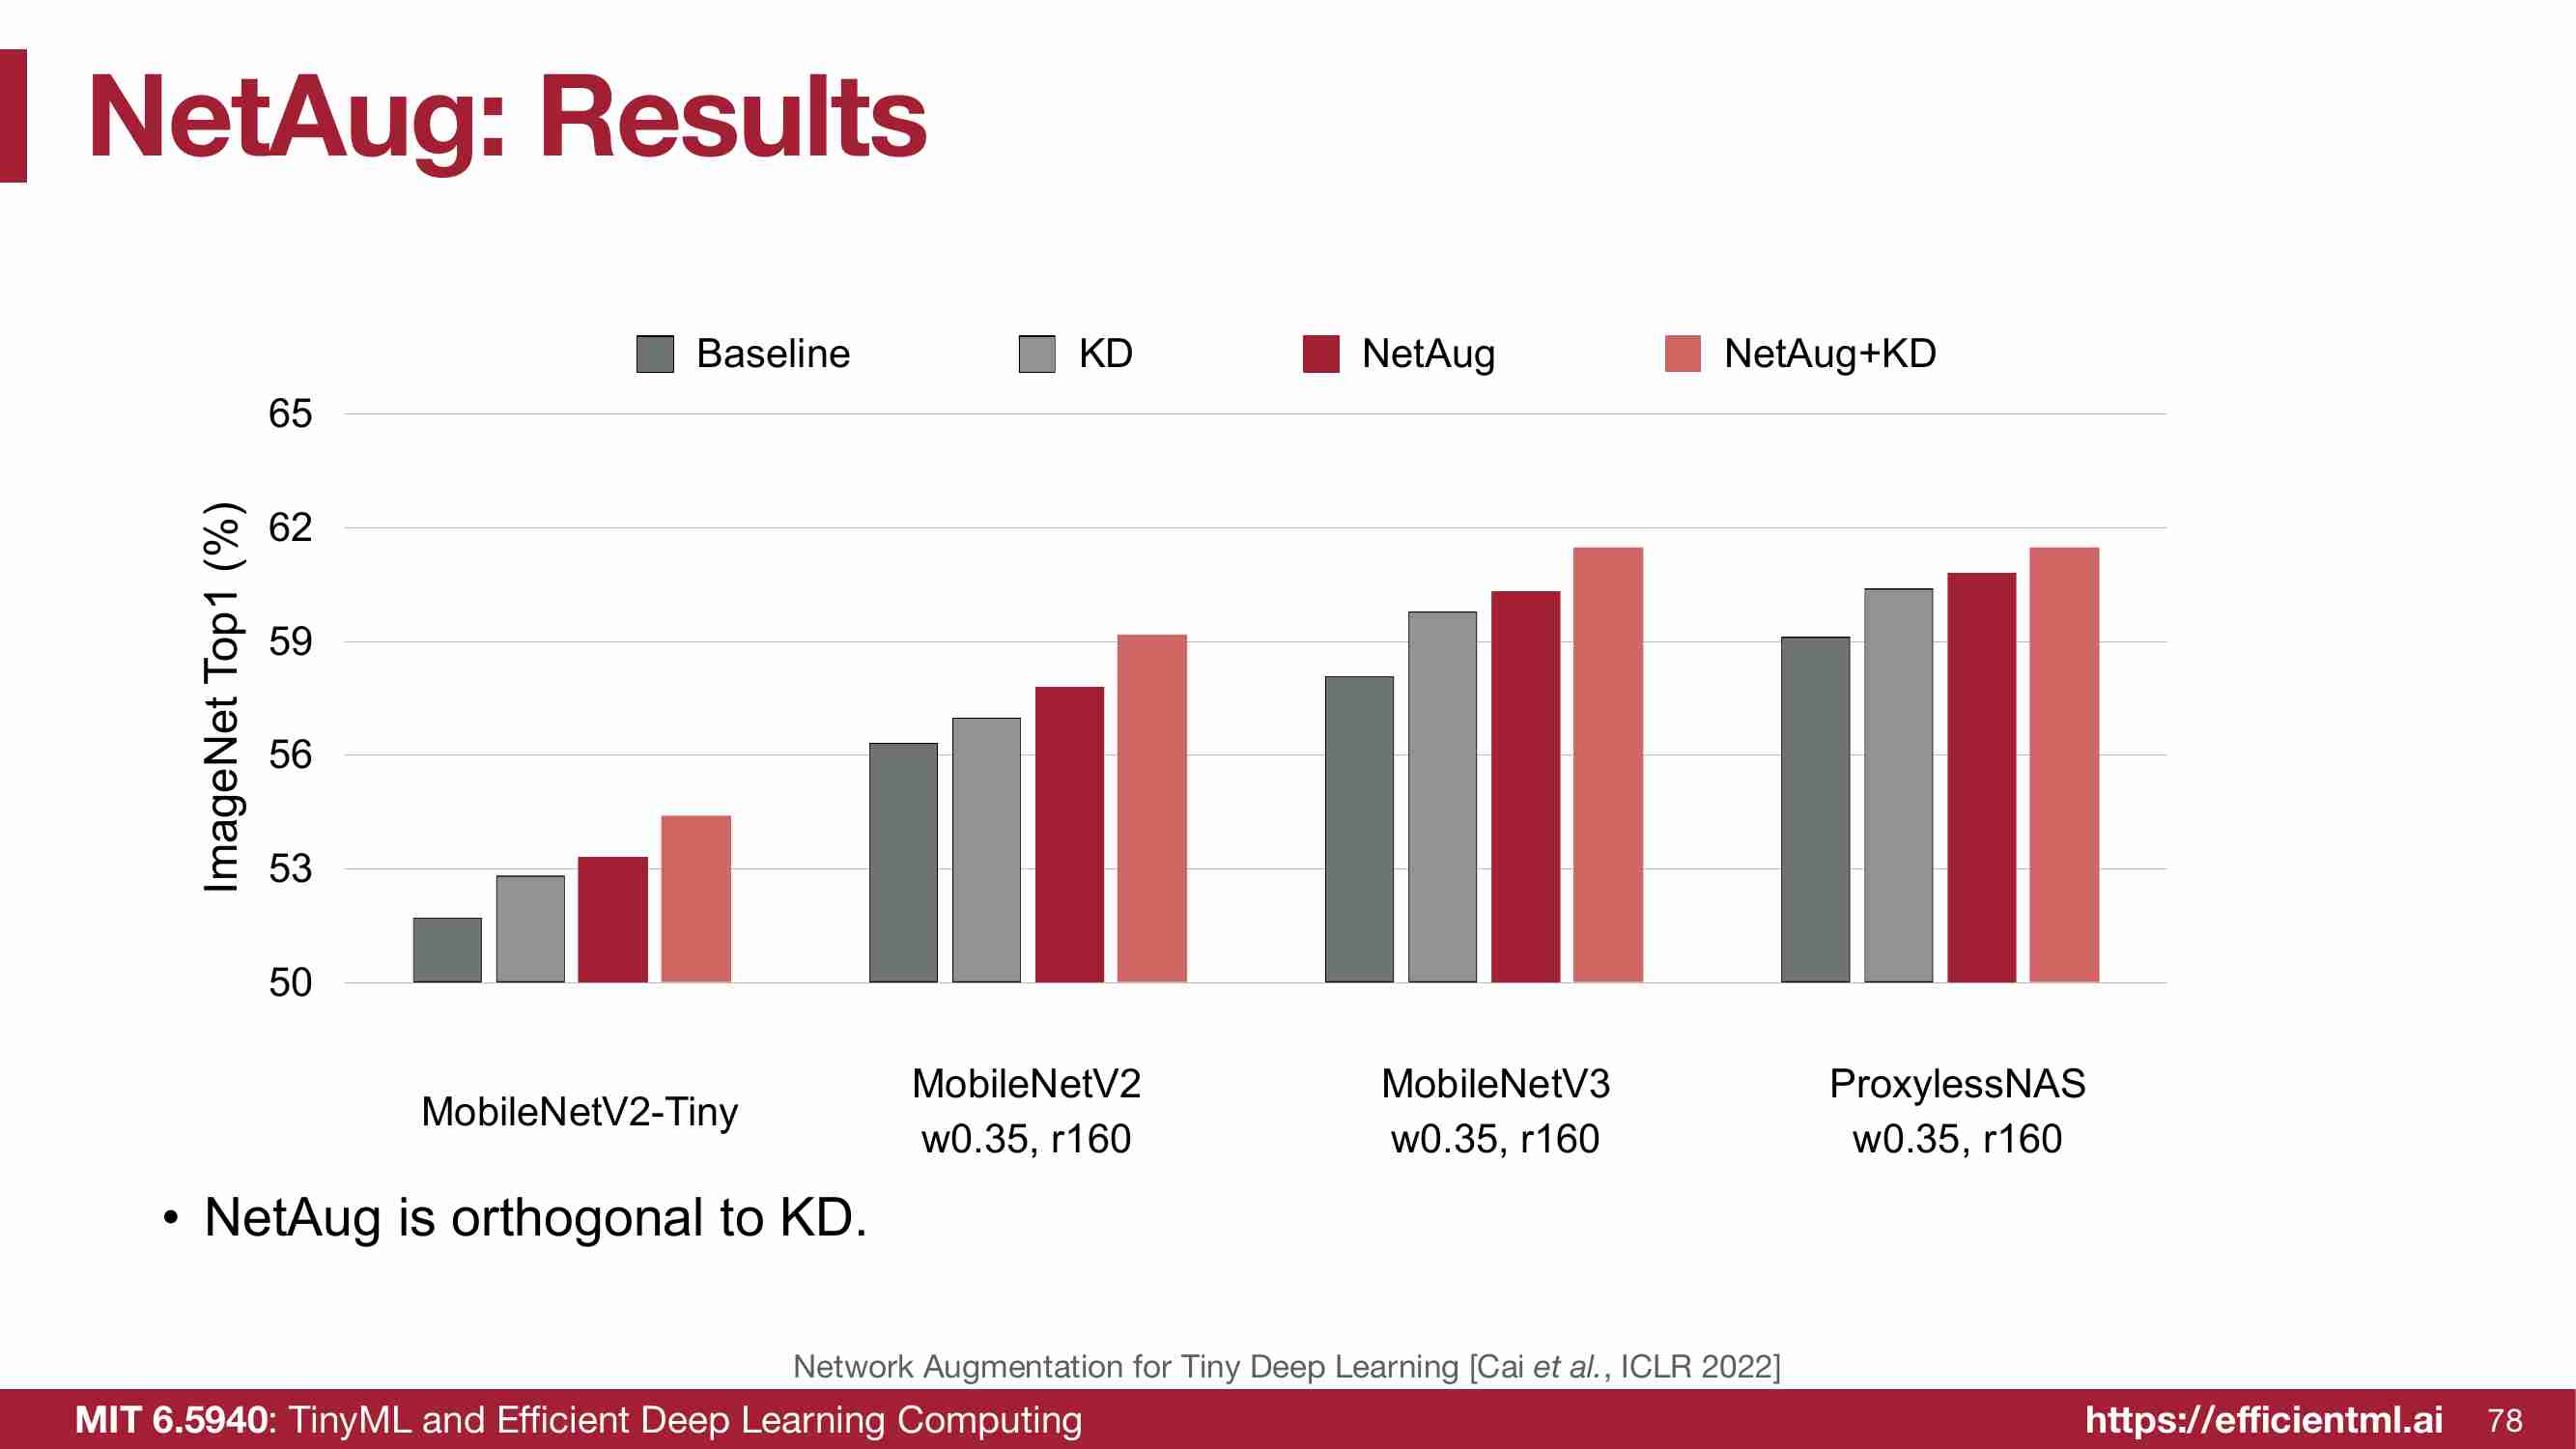 NetAug: Results
Baseline KD NetAug NetAug+KD
65
62
59
56
53
50
ImageNet Top1 (%)
MobileNetV2-Tiny
MobileNetV2
w0.35, r160
MobileNetV3
w0.35, r160
ProxylessNAS
w0.35, r160
• NetAug is orthogonal to KD.
Network Augmentation for Tiny Deep Learning [Cai et al., ICLR 2022]
MIT 6.5940: TinyML and Efficient Deep Learning Computing
https://efficientml.ai 78